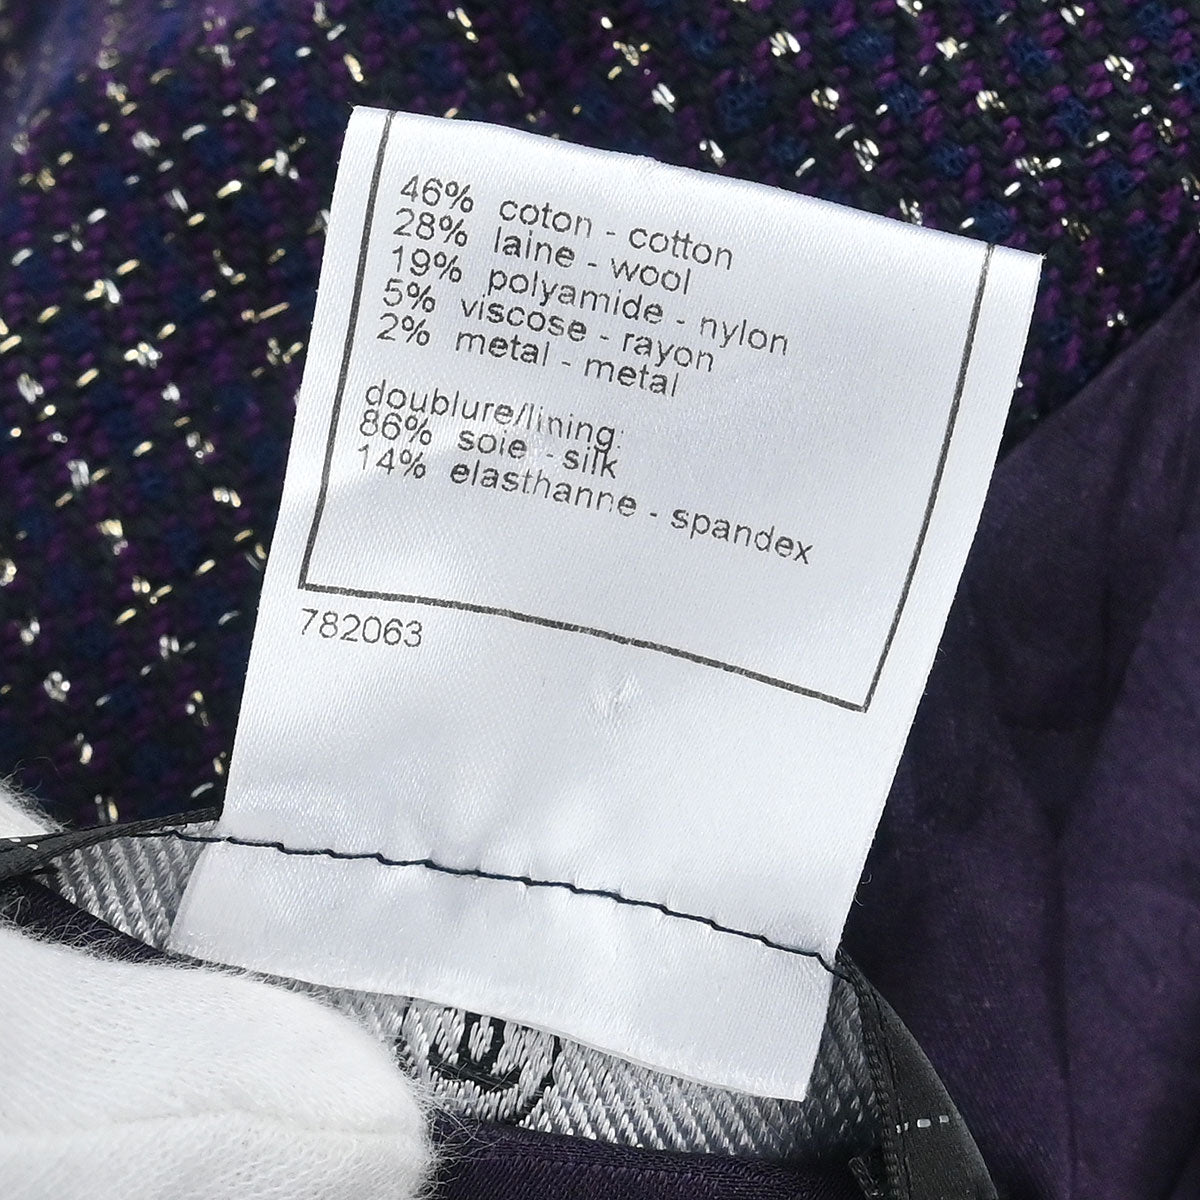 46% coton - cotton
28% laine - wool
19% polyamide - nylon
5% viscose - rayon
2% metal - metal
doublure/lining:
86% soie - silk
14% elasthanne - spandex
782063